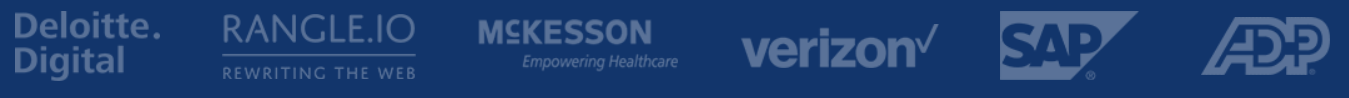 Deloitte.
Digital
RANGLE.IO
REWRITING THE WEB
MCKESSON
Empowering Healthcare
verizon✓
SAP®
ADP®